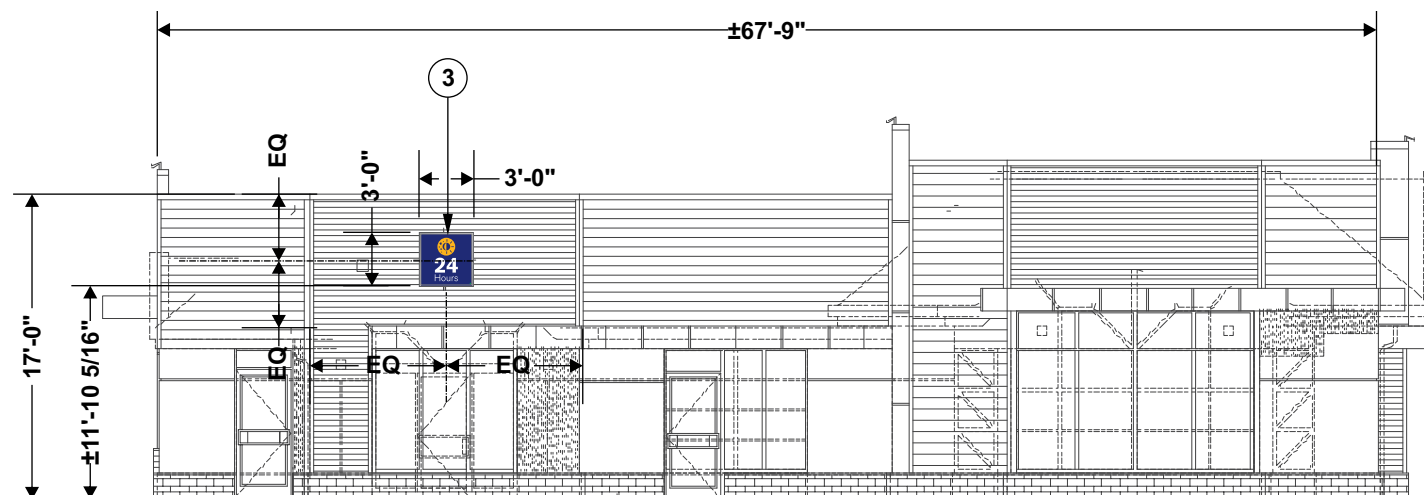 ±67'-9"
3
EQ
3'-0"
3'-0"
24
Hours
17'-0"
±11'-10 5/16"
EQ
EQ
EQ